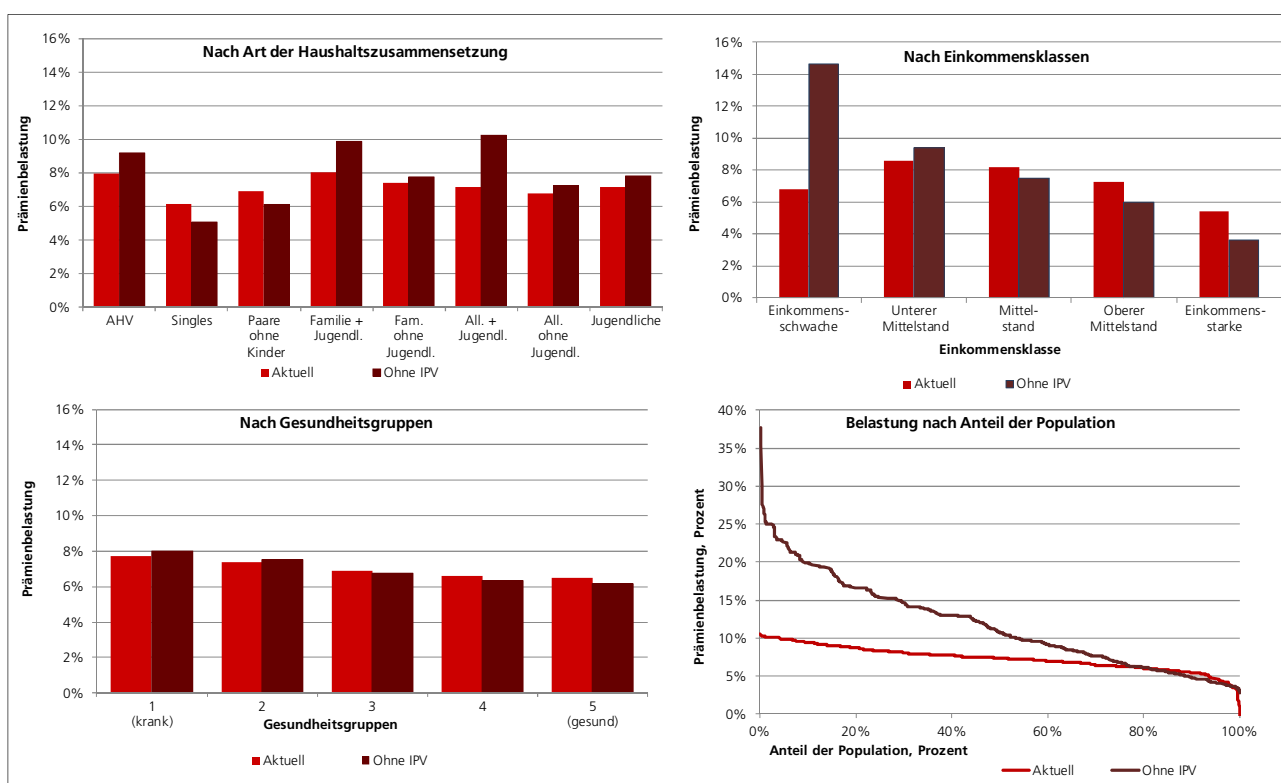 Nach Art der Haushaltszusammensetzung
Prämienbelastung
16%
14%
12%
10%
8%
6%
4%
2%
0%
AHV
Singles
Paare
ohne
Kinder
Familie +
Jugendl.
Fam.
ohne
Jugendl.
All. +
Jugendl.
All.
ohne
Jugendl.
Jugendliche
Aktuell
Ohne IPV
Nach Einkommensklassen
Prämienbelastung
16%
14%
12%
10%
8%
6%
4%
2%
0%
Einkommens-
schwache
Unterer
Mittelstand
Mittel-
stand
Oberer
Mittelstand
Einkommens-
starke
Einkommensklasse
Aktuell
Ohne IPV
Nach Gesundheitsgruppen
Prämienbelastung
16%
14%
12%
10%
8%
6%
4%
2%
0%
1
(krank)
2
3
4
5
(gesund)
Gesundheitsgruppen
Aktuell
Ohne IPV
Belastung nach Anteil der Population
Prämienbelastung, Prozent
40%
35%
30%
25%
20%
15%
10%
5%
0%
0%
20%
40%
60%
80%
100%
Anteil der Population, Prozent
Aktuell
Ohne IPV